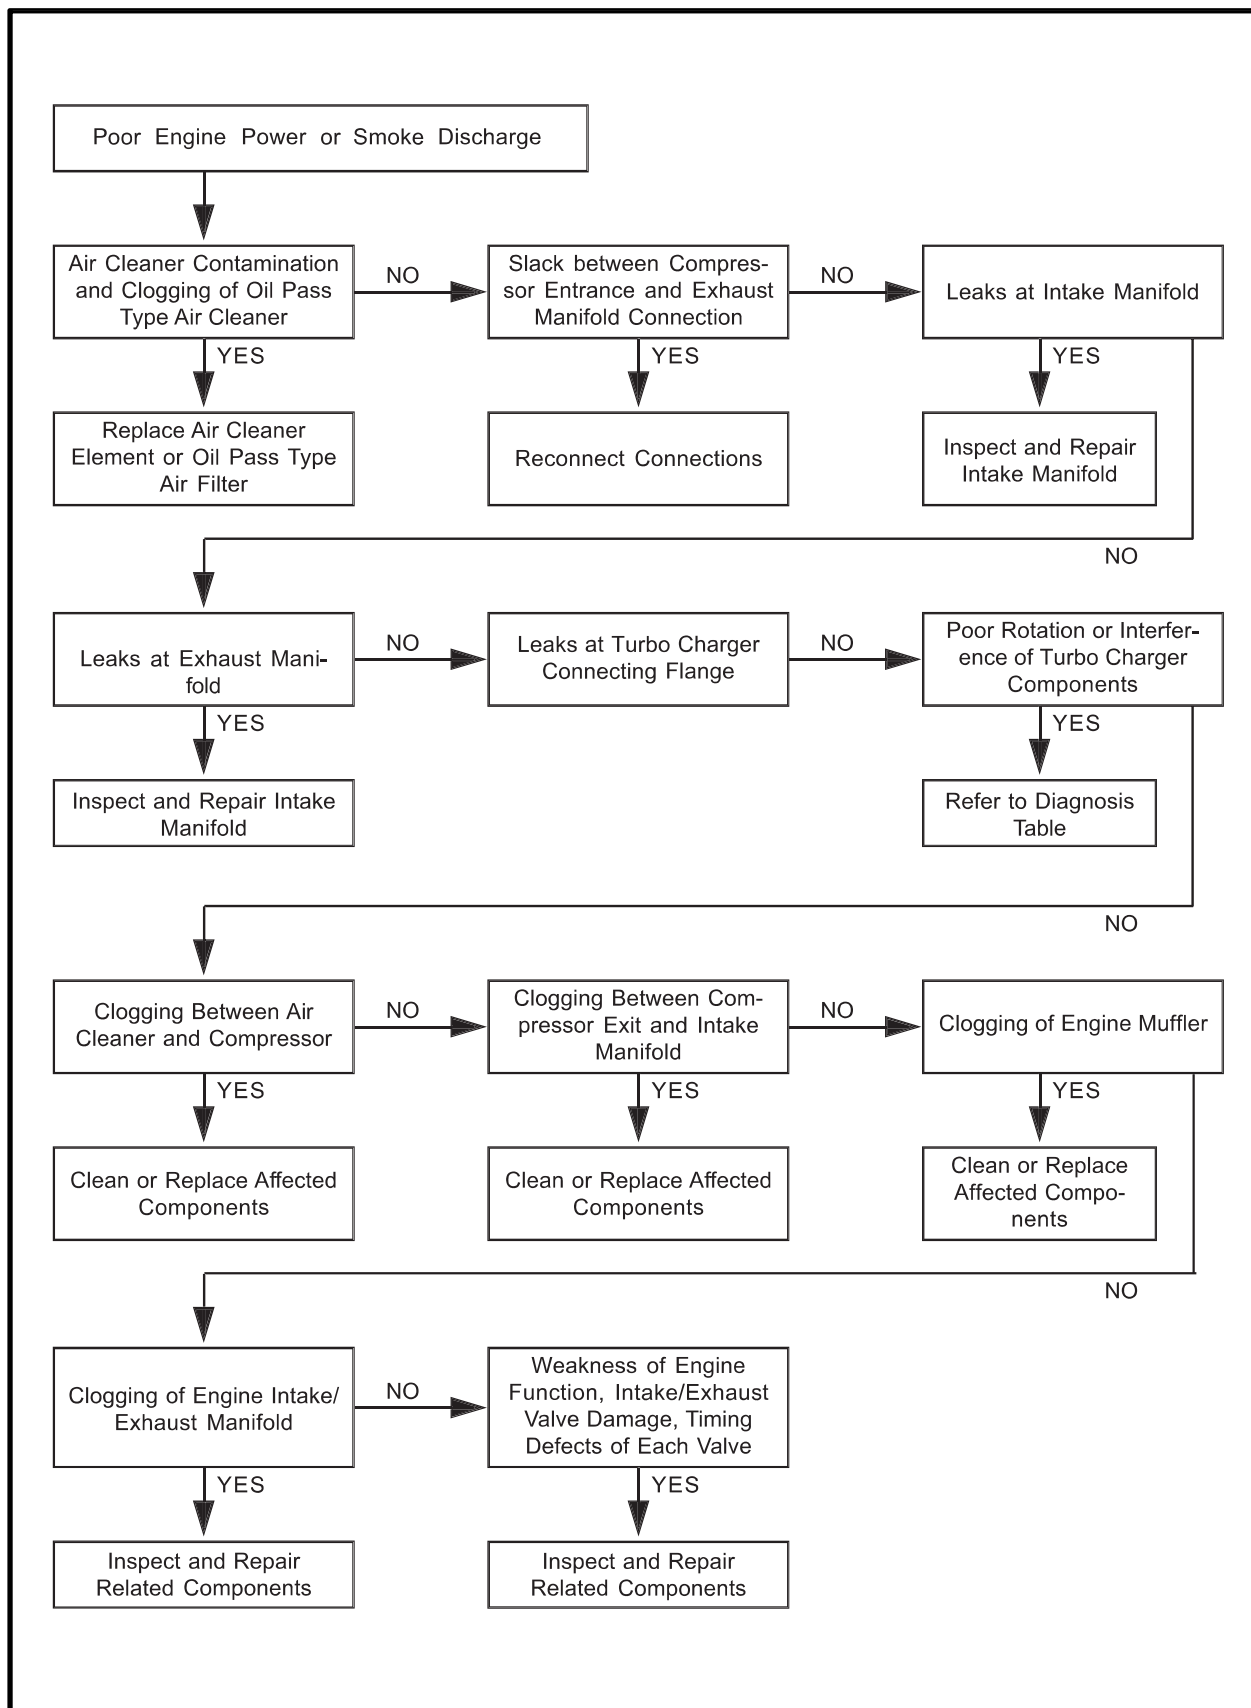 Poor Engine Power or Smoke Discharge
Air Cleaner Contamination
and Clogging of Oil Pass
Type Air Cleaner
NO
Slack between Compres-
sor Entrance and Exhaust
Manifold Connection
NO
Leaks at Intake Manifold
YES
YES
YES
Replace Air Cleaner
Element or Oil Pass Type
Air Filter
Reconnect Connections
Inspect and Repair
Intake Manifold
NO
Leaks at Exhaust Mani-
fold
NO
Leaks at Turbo Charger
Connecting Flange
NO
Poor Rotation or Interfer-
ence of Turbo Charger
Components
YES
YES
Inspect and Repair Intake
Manifold
Refer to Diagnosis
Table
NO
Clogging Between Air
Cleaner and Compressor
NO
Clogging Between Com-
pressor Exit and Intake
Manifold
NO
Clogging of Engine Muffler
YES
YES
YES
Clean or Replace Affected
Components
Clean or Replace Affected
Components
Clean or Replace
Affected Compo-
nents
NO
Clogging of Engine Intake/
Exhaust Manifold
NO
Weakness of Engine
Function, Intake/Exhaust
Valve Damage, Timing
Defects of Each Valve
YES
YES
Inspect and Repair
Related Components
Inspect and Repair
Related Components